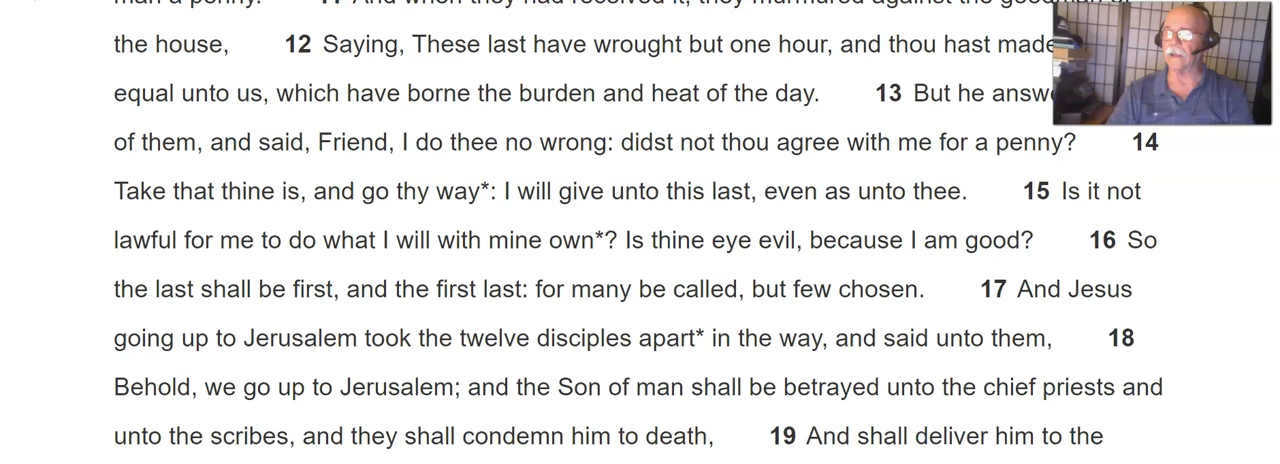 the house, 12 Saying, These last have wrought but one hour, and thou hast made
equal unto us, which have borne the burden and heat of the day. 13 But he answ
of them, and said, Friend, I do thee no wrong: didst not thou agree with me for a penny? 14
Take that thine is, and go thy way*: I will give unto this last, even as unto thee. 15 Is it not
lawful for me to do what I will with mine own*? Is thine eye evil, because I am good? 16 So
the last shall be first, and the first last: for many be called, but few chosen. 17 And Jesus
going up to Jerusalem took the twelve disciples apart* in the way, and said unto them, 18
Behold, we go up to Jerusalem; and the Son of man shall be betrayed unto the chief priests and
unto the scribes, and they shall condemn him to death, 19 And shall deliver him to the